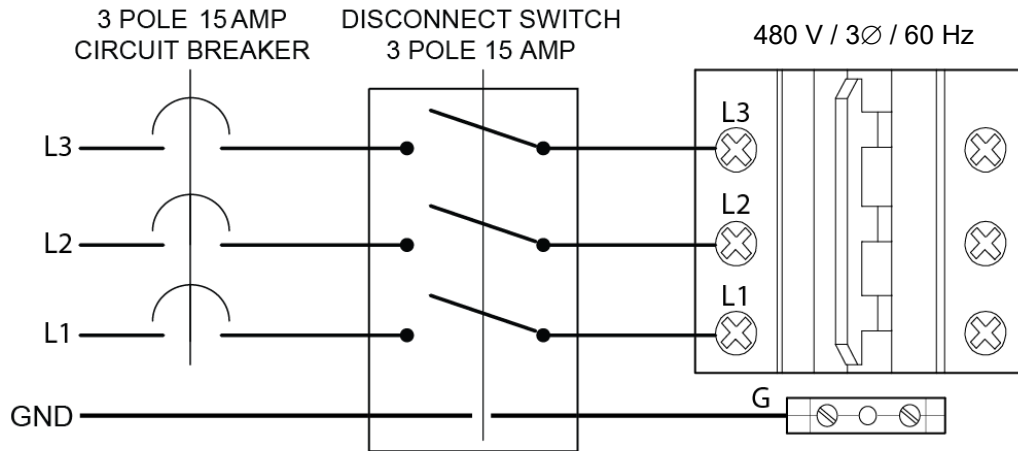 3 POLE 15 AMP
CIRCUIT BREAKER
DISCONNECT SWITCH
3 POLE 15 AMP
480 V / 3∅ / 60 Hz
L3
L3
L2
L2
L1
L1
GND
G